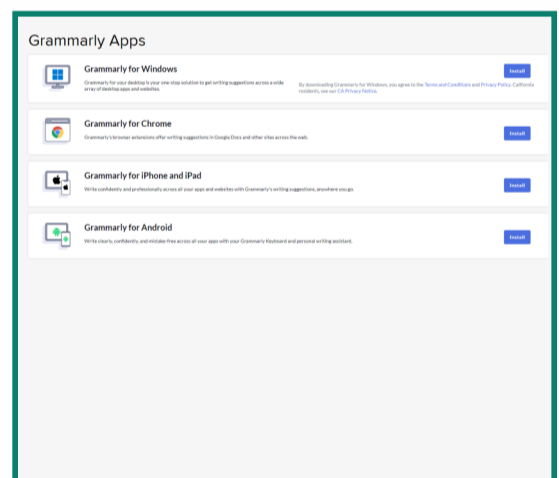 Grammarly Apps
Grammarly for Windows
Install
Grammarly for your desktop is your one-stop solution to get writing suggestions across a wide
array of desktop apps and websites.
By downloading Grammarly for Windows, you agree to the Terms and Conditions and Privacy Policy. California
residents, see our CA Privacy Notice.
Grammarly for Chrome
Grammarly's browser extensions offer writing suggestions in Google Docs and other sites across the web.
Install
Grammarly for iPhone and iPad
Write confidently and professionally across all your apps and websites with Grammarly's writing suggestions, anywhere you go.
Install
Grammarly for Android
Write clearly, confidently, and mistake-free across all your apps with your Grammarly Keyboard and personal writing assistant.
Install